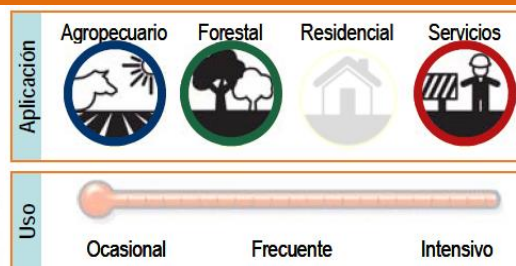 Aplicación
Agropecuario Forestal Residencial Servicios
Uso
Ocasional Frecuente Intensivo